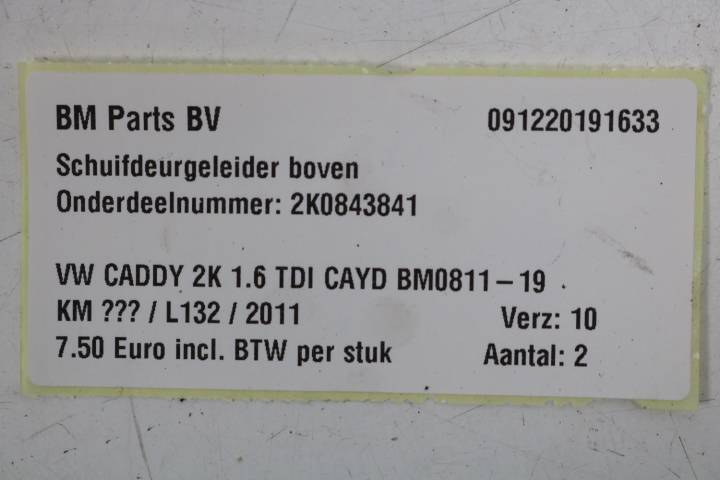 BM Parts BV 091220191633
Schuifdeurgeleider boven
Onderdeelnummer: 2K0843841
VW CADDY 2K 1.6 TDI CAYD BM0811-19
KM ??? / L132 / 2011 Verz: 10
7.50 Euro incl. BTW per stuk Aantal: 2